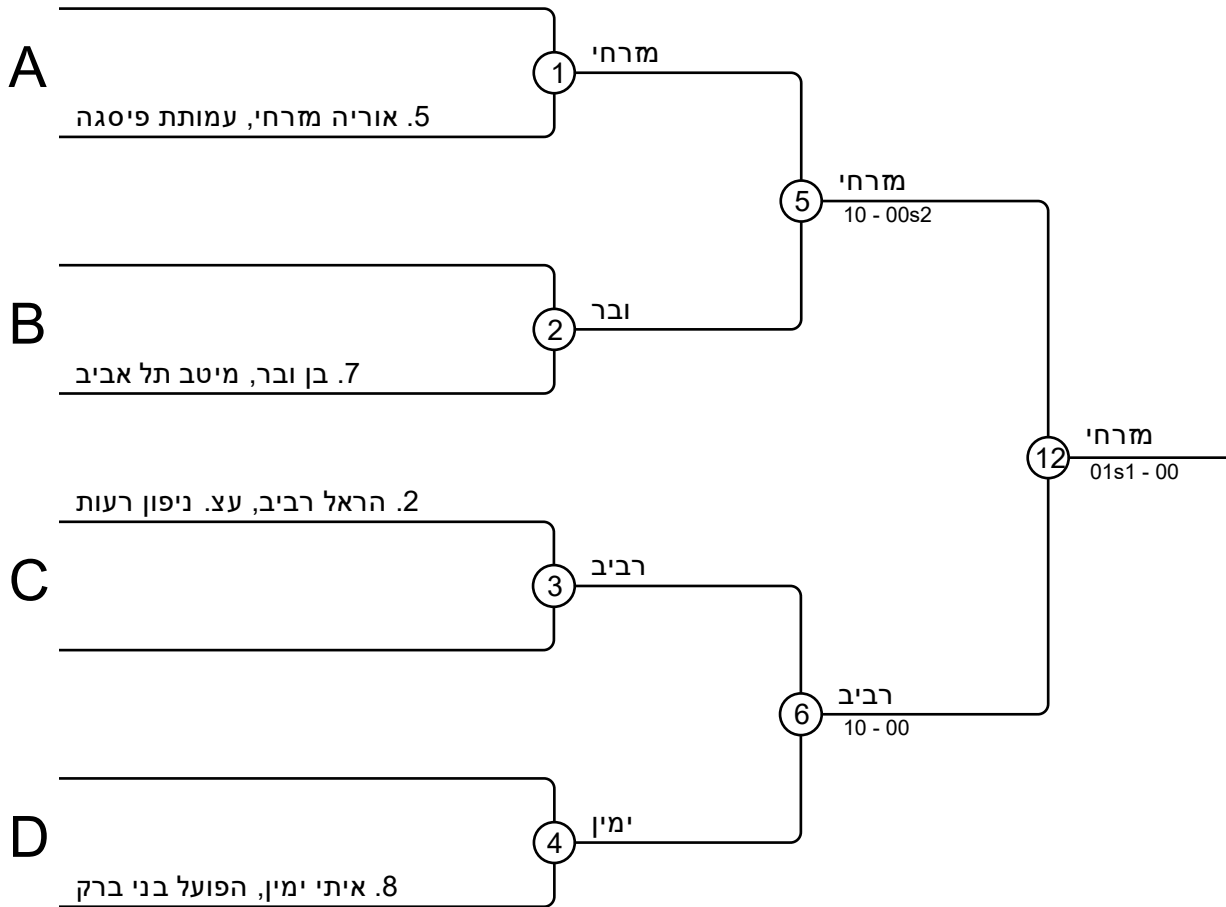 A
1
מזרחי
5. אוריה מזרחי, עמותת פיסגה
5
מזרחי
10 - 00s2
B
2
ובר
7. בן ובר, מיטב תל אביב
12
מזרחי
01s1 - 00
2. הראל רביב, עצ. ניפון רעות
C
3
רביב
6
רביב
10 - 00
D
4
ימין
8. איתי ימין, הפועל בני ברק